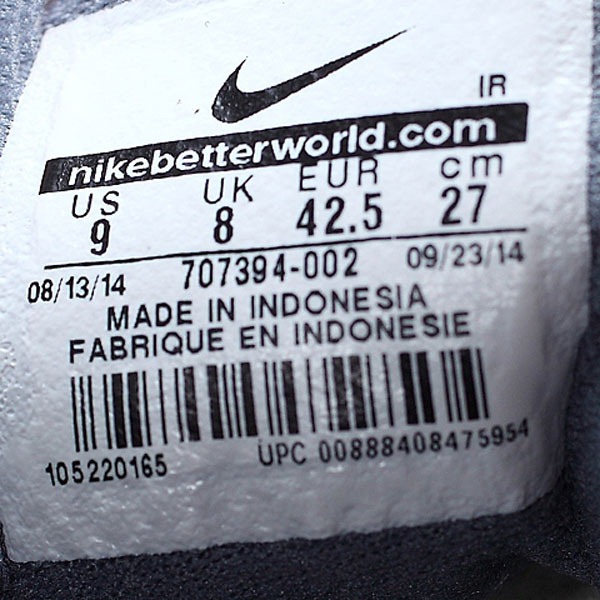 IR
nikebetterworld.com
US UK EUR cm
9 8 42.5 27
08/13/14 707394-002 09/23/14
MADE IN INDONESIA
FABRIQUE EN INDONESIE
105220165 UPC 00888408475954